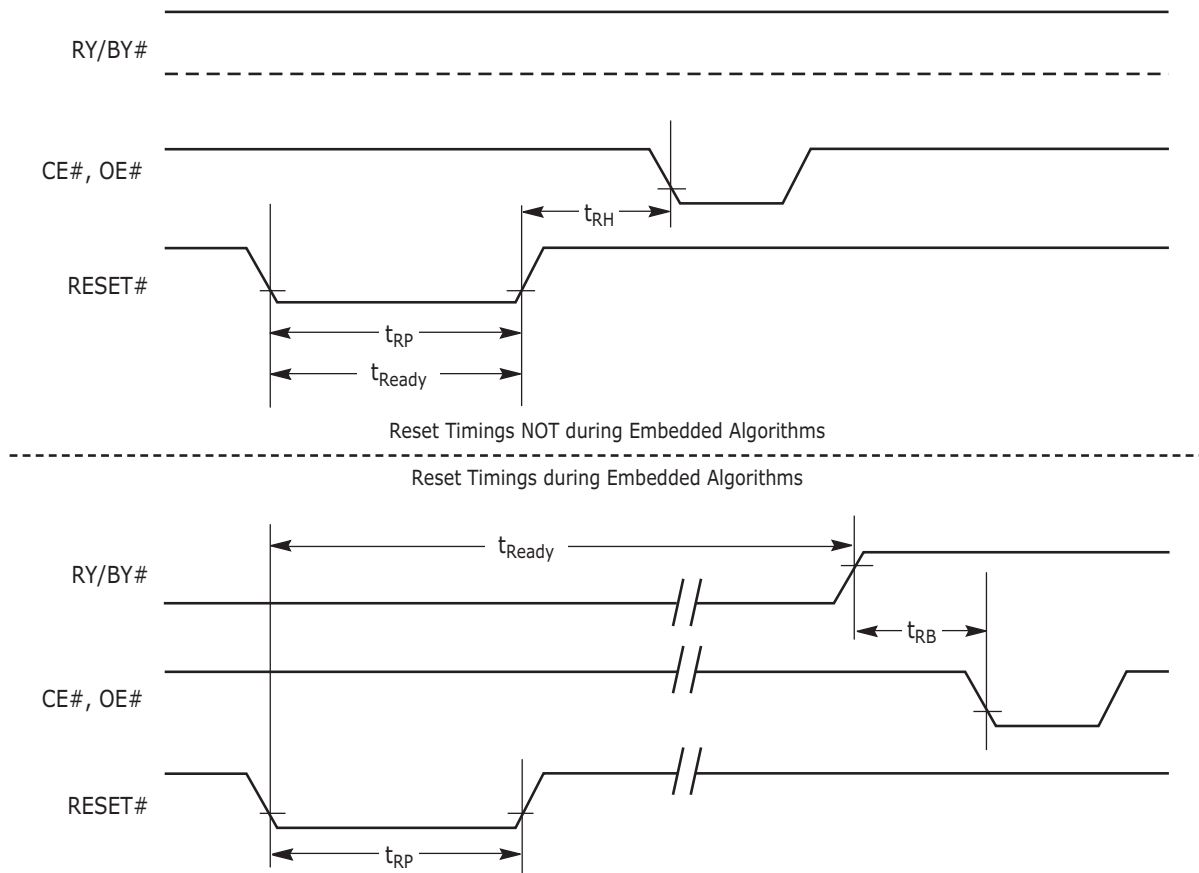 RY/BY#
CE#, OE#
tRH
RESET#
tRP
tReady
Reset Timings NOT during Embedded Algorithms
Reset Timings during Embedded Algorithms
tReady
RY/BY#
tRB
CE#, OE#
RESET#
tRP